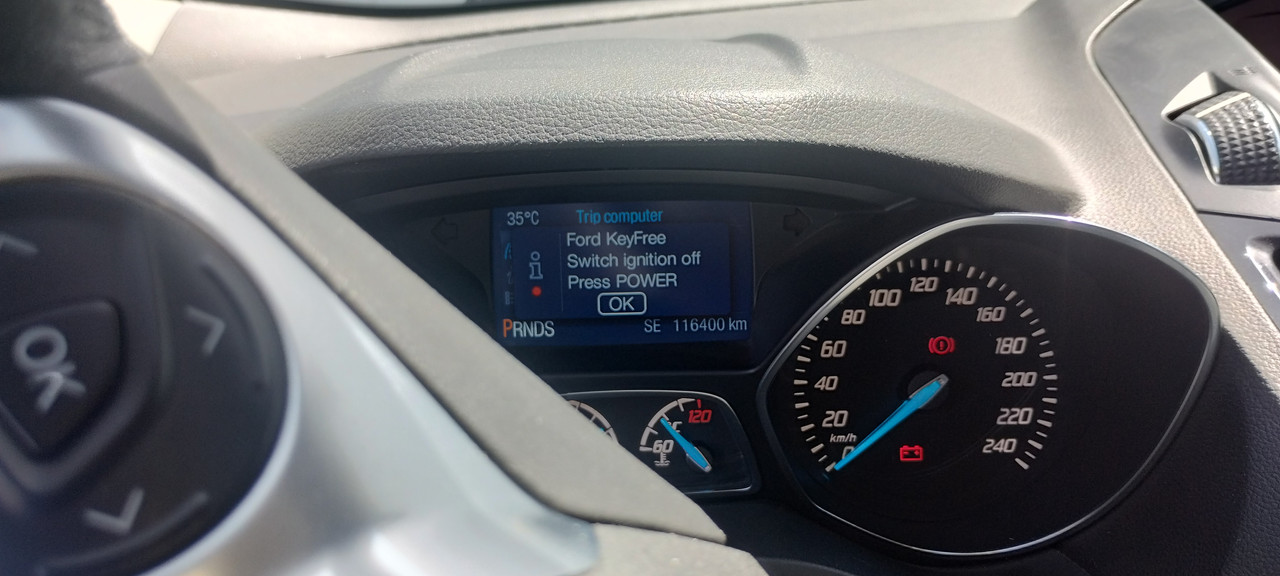 35°C Trip computer
Ford KeyFree
Switch ignition off
Press POWER
OK
PRNDS SE 116400 km
OK
120
°C
60
0
20
40
60
80
100
120
140
160
180
200
220
240
km/h